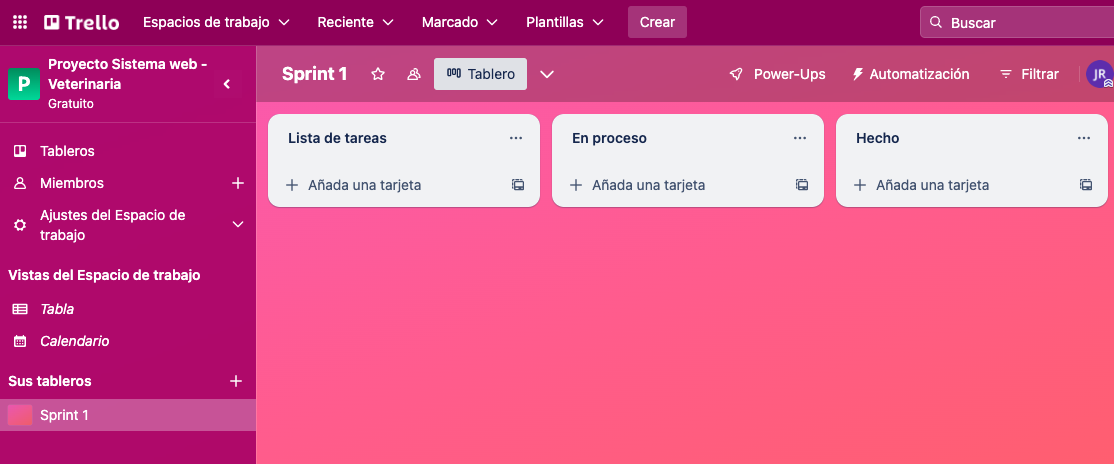 Trello
Espacios de trabajo
Reciente
Marcado
Plantillas
Crear
Buscar
P
Proyecto Sistema web -
Veterinaria
Gratuito
Sprint 1
Tablero
Power-Ups
Automatización
Filtrar
JR
Tableros
Miembros
Ajustes del Espacio de
trabajo
Vistas del Espacio de trabajo
Tabla
Calendario
Sus tableros
Sprint 1
Lista de tareas
Añada una tarjeta
En proceso
Añada una tarjeta
Hecho
Añada una tarjeta